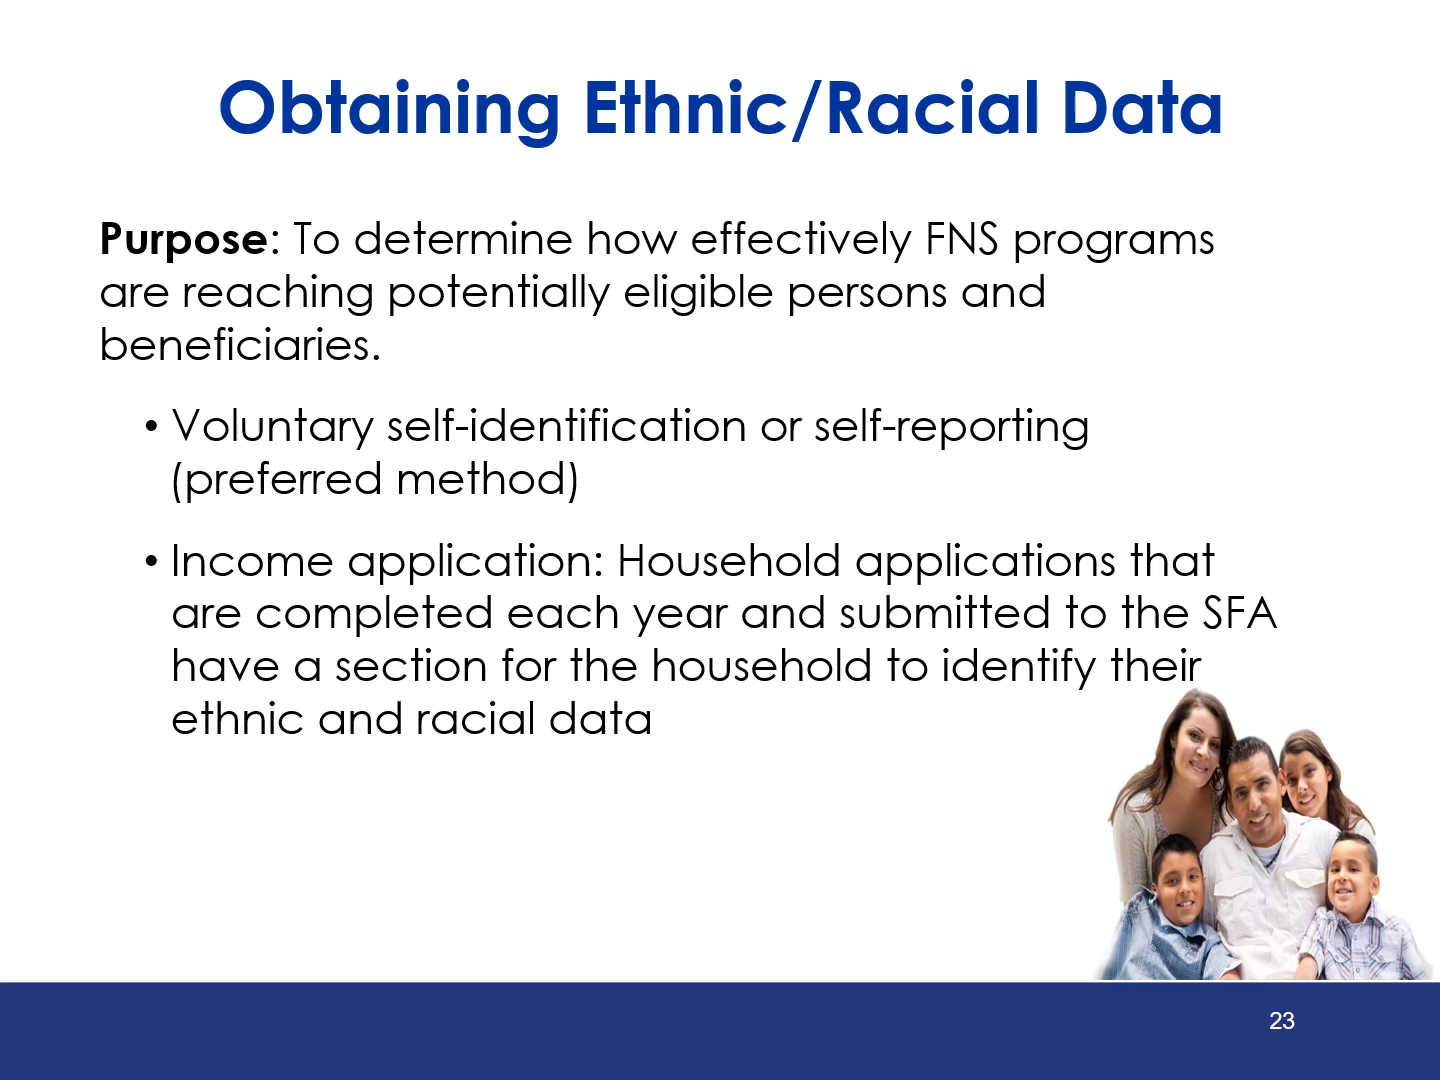 Obtaining Ethnic/Racial Data
Purpose: To determine how effectively FNS programs
are reaching potentially eligible persons and
beneficiaries.
• Voluntary self-identification or self-reporting
(preferred method)
• Income application: Household applications that
are completed each year and submitted to the SFA
have a section for the household to identify their
ethnic and racial data
23